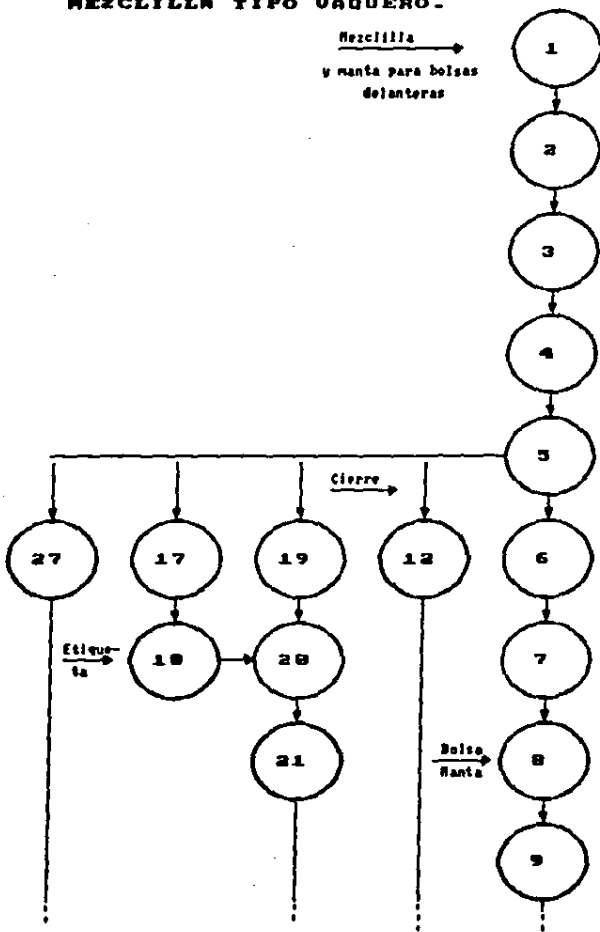 MEZCLILLA TIPO VAQUERO.
Mezclilla
y manta para bolsas
delanteras
1
2
3
4
5
Cierre
27
17
19
12
6
Etique-
ta
18
20
7
21
Bolsa
Manta
8
9